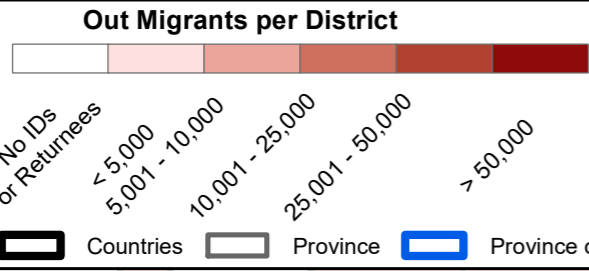 Out Migrants per District
No IDs
or Returnees
< 5,000
5,001 - 10,000
10,001 - 25,000
25,001 - 50,000
> 50,000
Countries
Province
Province